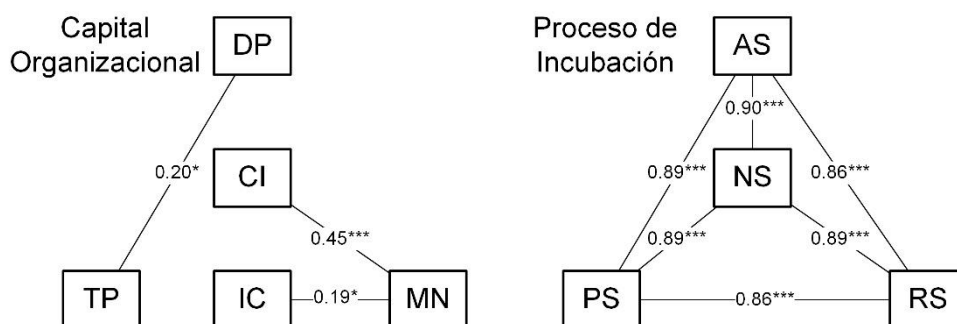 Capital
Organizacional
DP
0.20*
CI
0.45***
TP
IC
0.19*
MN
Proceso de
Incubación
AS
0.90***
0.89***
NS
0.86***
0.89***
0.89***
PS
0.86***
RS